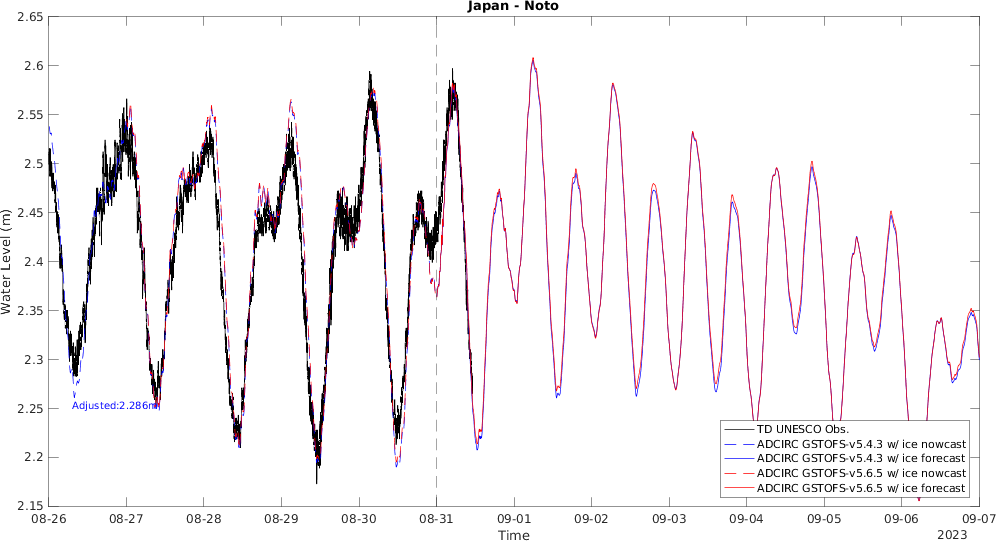 Japan - Noto
2.65
2.6
2.55
2.5
2.45
2.4
2.35
2.3
2.25
2.2
2.15
Water Level (m)
Adjusted:2.286m
TD UNESCO Obs.
ADCIRC GSTOFS-v5.4.3 w/ ice nowcast
ADCIRC GSTOFS-v5.4.3 w/ ice forecast
ADCIRC GSTOFS-v5.6.5 w/ ice nowcast
ADCIRC GSTOFS-v5.6.5 w/ ice forecast
08-26 08-27 08-28 08-29 08-30 08-31 09-01 09-02 09-03 09-04 09-05 09-06 09-07
Time
2023